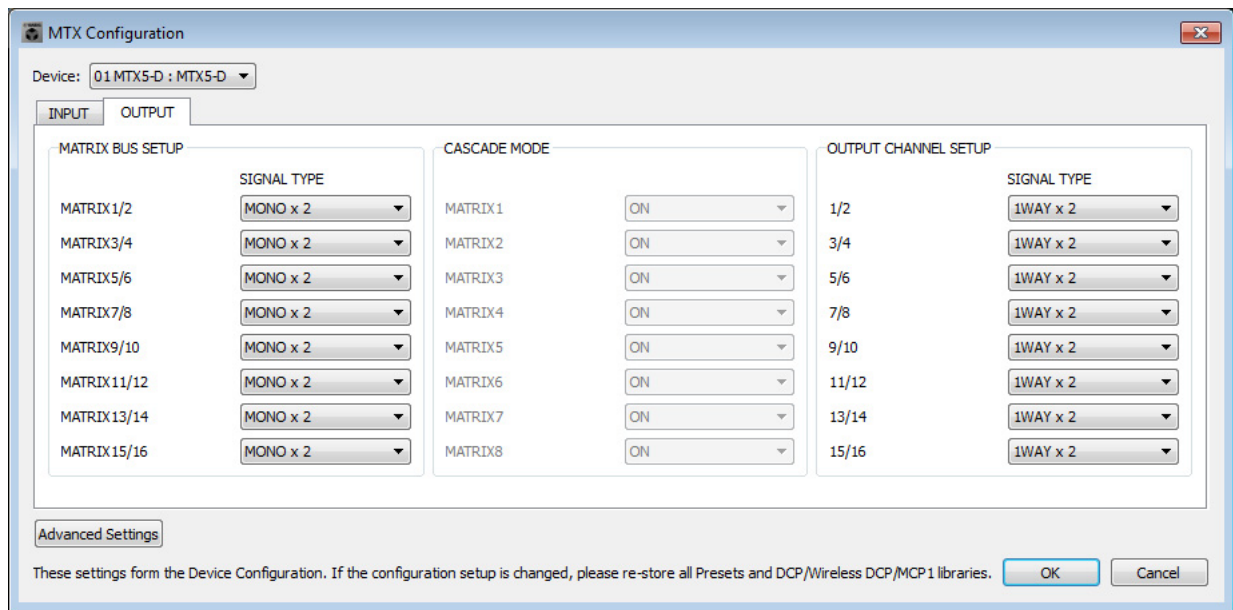 MTX Configuration
Device: 01 MTX5-D : MTX5-D
INPUT OUTPUT
MATRIX BUS SETUP CASCADE MODE OUTPUT CHANNEL SETUP
SIGNAL TYPE SIGNAL TYPE
MATRIX1/2 MONO x 2 MATRIX1 ON 1/2 1WAY x 2
MATRIX3/4 MONO x 2 MATRIX2 ON 3/4 1WAY x 2
MATRIX5/6 MONO x 2 MATRIX3 ON 5/6 1WAY x 2
MATRIX7/8 MONO x 2 MATRIX4 ON 7/8 1WAY x 2
MATRIX9/10 MONO x 2 MATRIX5 ON 9/10 1WAY x 2
MATRIX11/12 MONO x 2 MATRIX6 ON 11/12 1WAY x 2
MATRIX13/14 MONO x 2 MATRIX7 ON 13/14 1WAY x 2
MATRIX15/16 MONO x 2 MATRIX8 ON 15/16 1WAY x 2
Advanced Settings
These settings form the Device Configuration. If the configuration setup is changed, please re-store all Presets and DCP/Wireless DCP/MCP1 libraries. OK Cancel